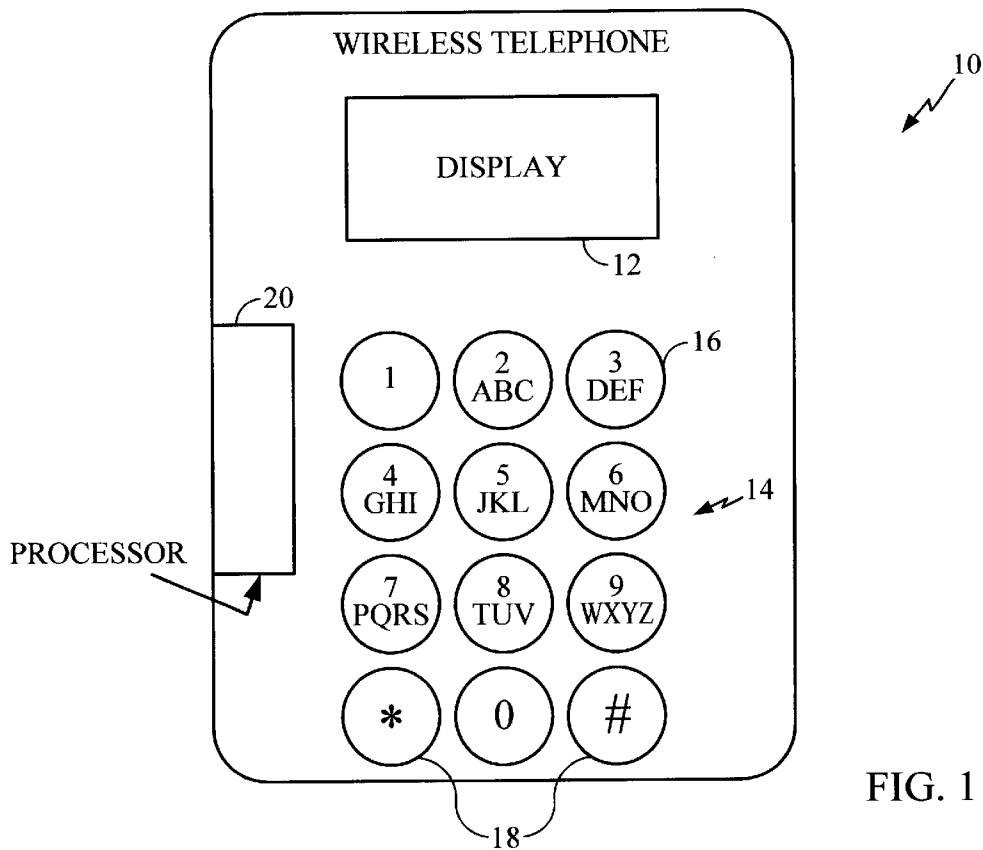 WIRELESS TELEPHONE
10
DISPLAY
12
20
16
1
2
ABC
3
DEF
4
GHI
5
JKL
6
MNO
14
PROCESSOR
7
PQRS
8
TUV
9
WXYZ
*
0
#
18
FIG. 1